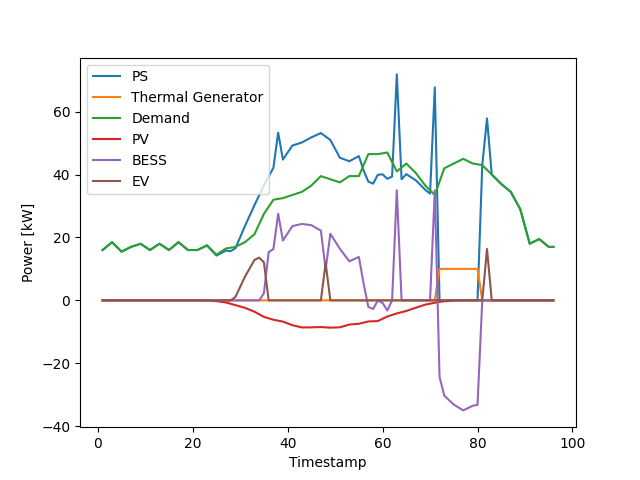 PS
Thermal Generator
Demand
PV
BESS
EV
Power [kW]
60
40
20
0
−20
−40
0 20 40 60 80 100
Timestamp